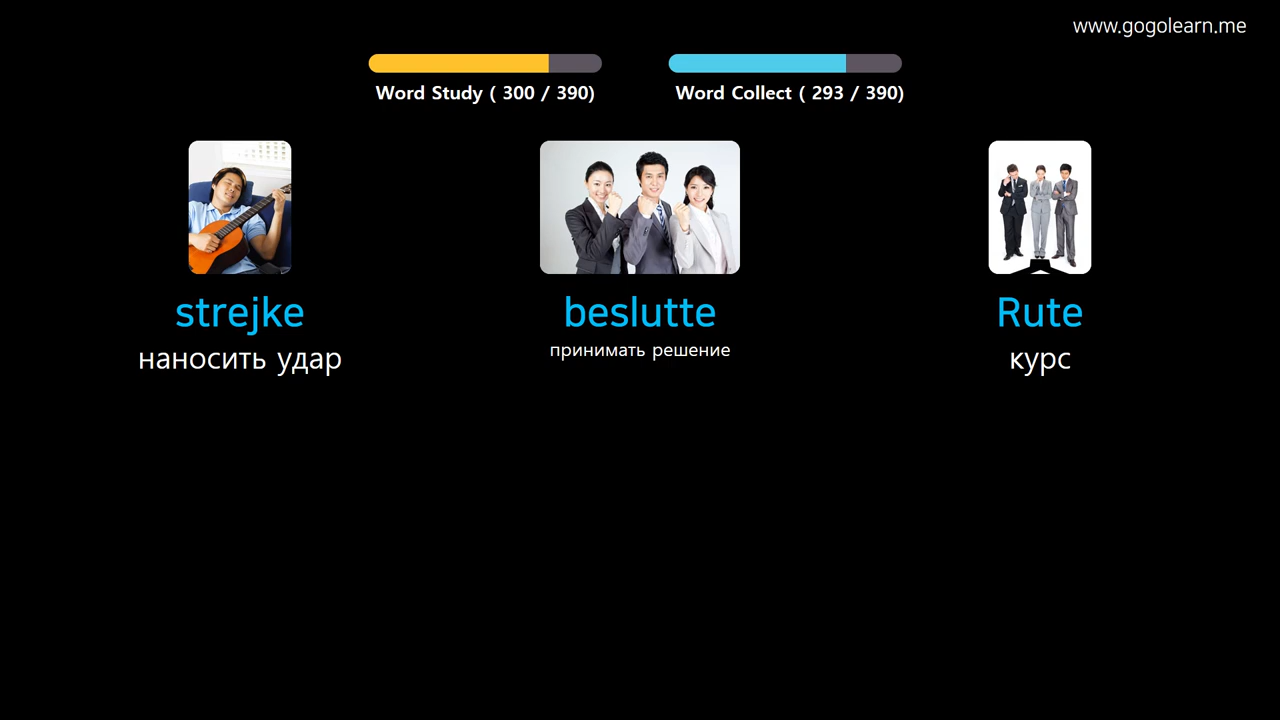 www.gogolearn.me
Word Study ( 300 / 390)
Word Collect ( 293 / 390)
strejke
наносить удар
beslutte
принимать решение
Rute
курс